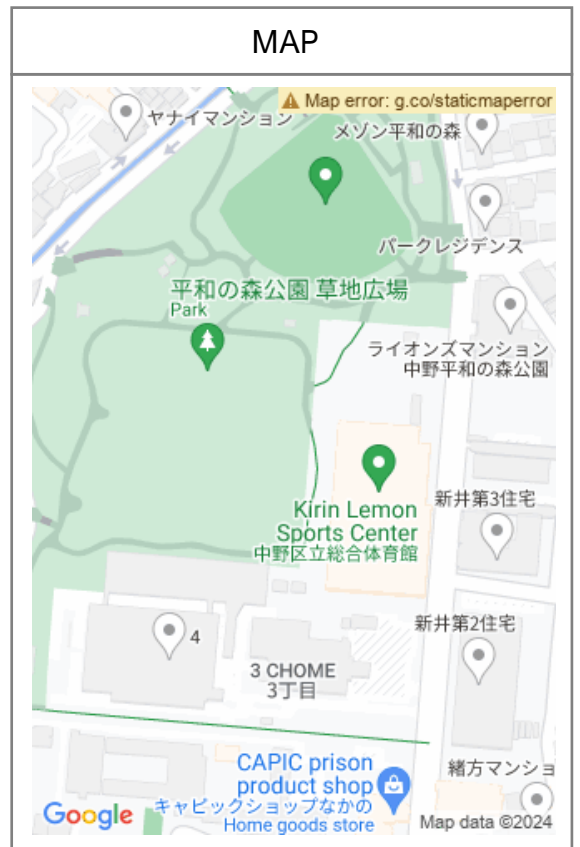 MAP
Map error: g.co/staticmaperror
ヤナイマンション
メゾン平和の森
パークレジデンス
平和の森公園 草地広場
Park
ライオンズマンション
中野平和の森公園
Kirin Lemon
Sports Center
中野区立総合体育館
新井第3住宅
新井第2住宅
4
3 CHOME
3丁目
CAPIC prison
product shop
キャピックショップなかの
Home goods store
緒方マンショ
Google
Map data ©2024